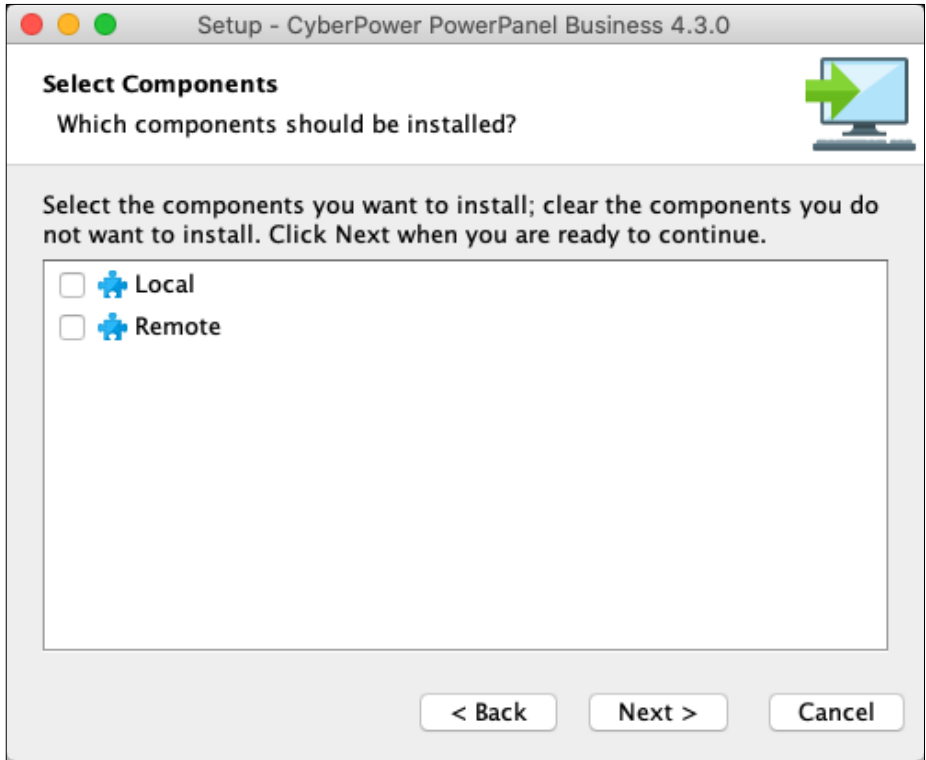 Setup - CyberPower PowerPanel Business 4.3.0
Select Components
Which components should be installed?
Select the components you want to install; clear the components you do
not want to install. Click Next when you are ready to continue.
Local
Remote
< Back
Next >
Cancel